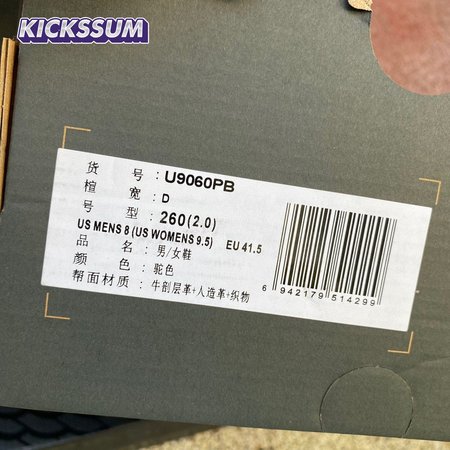 KICKSSUM
货 号: U9060PB
楦 宽: D
号 型: 260(2.0)
US MENS 8 (US WOMENS 9.5) EU 41.5
品 名: 男/女鞋
颜 色: 驼色
帮面材质: 牛剖层革+人造革+织物
6 942179 514299